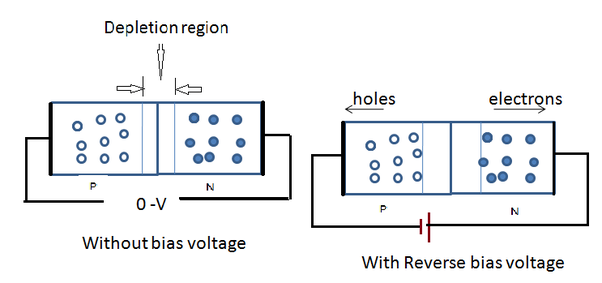 Depletion region
holes
electrons
P
N
0 -V
Without bias voltage
P
N
With Reverse bias voltage